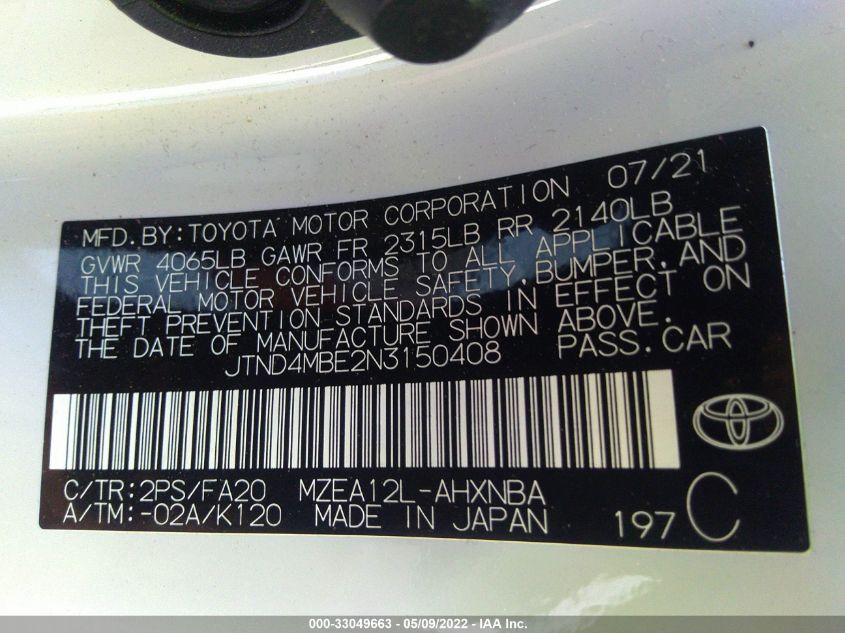 MFD.BY:TOYOTA MOTOR CORPORATION 07/21
GVWR 4065LB GAWR FR 2315LB RR 2140LB
THIS VEHICLE CONFORMS TO ALL APPLICABLE
FEDERAL MOTOR VEHICLE SAFETY,BUMPER,AND
THEFT PREVENTION STANDARDS IN EFFECT ON
THE DATE OF MANUFACTURE SHOWN ABOVE.
JTND4MBE2N3150408 PASS.CAR
C/TR:2PS/FA20 MZEA12L-AHXNBA
A/TM:-02A/K120 MADE IN JAPAN 197 C
000-33049663 - 05/09/2022 - IAA Inc.